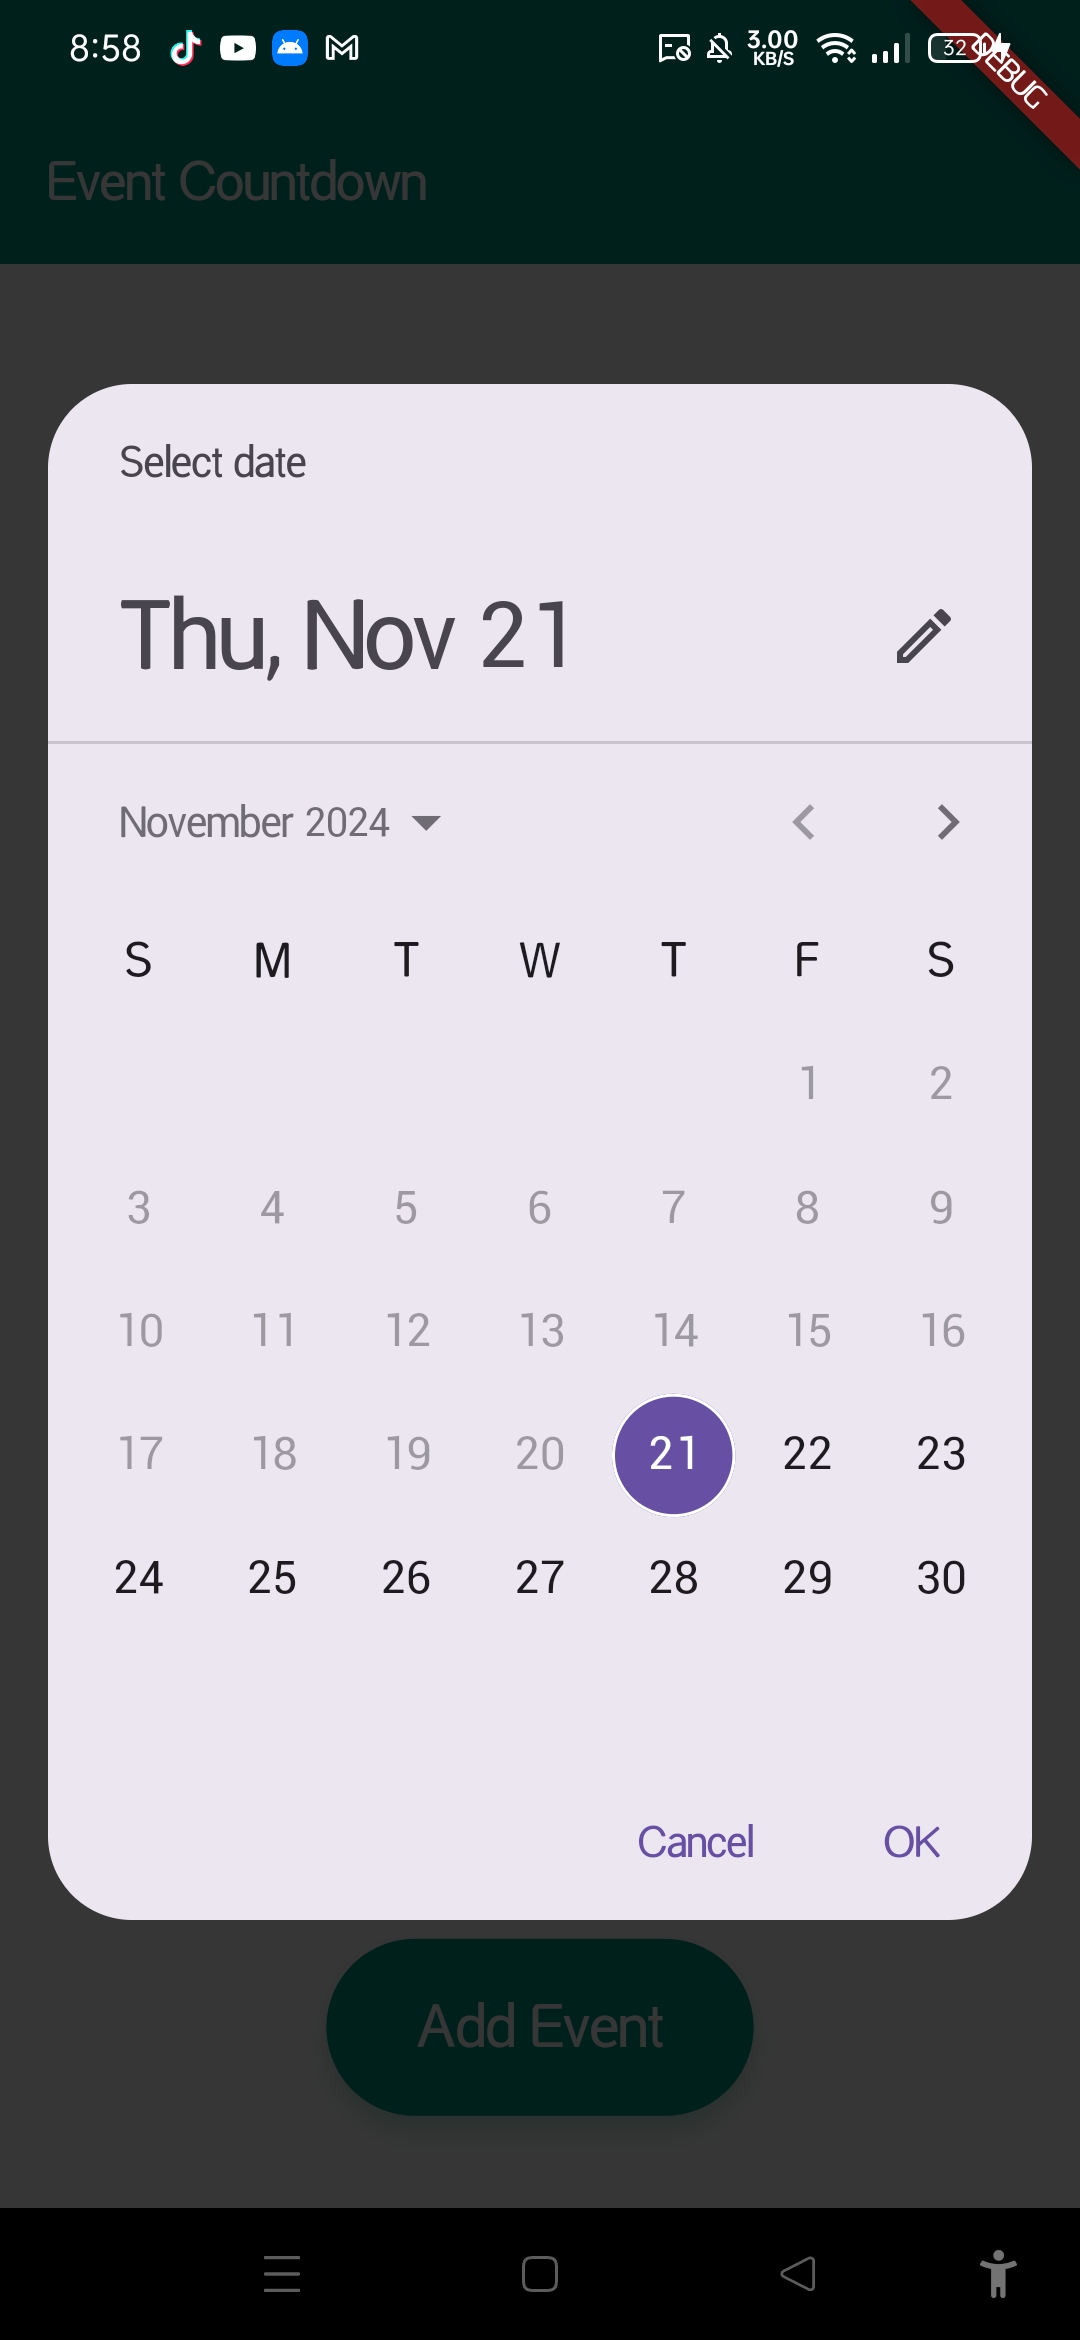 8:58 3.00 KB/S 32
DEBUG
Event Countdown
Select date
Thu, Nov 21
November 2024
S M T W T F S
1 2
3 4 5 6 7 8 9
10 11 12 13 14 15 16
17 18 19 20 21 22 23
24 25 26 27 28 29 30
Cancel OK
Add Event